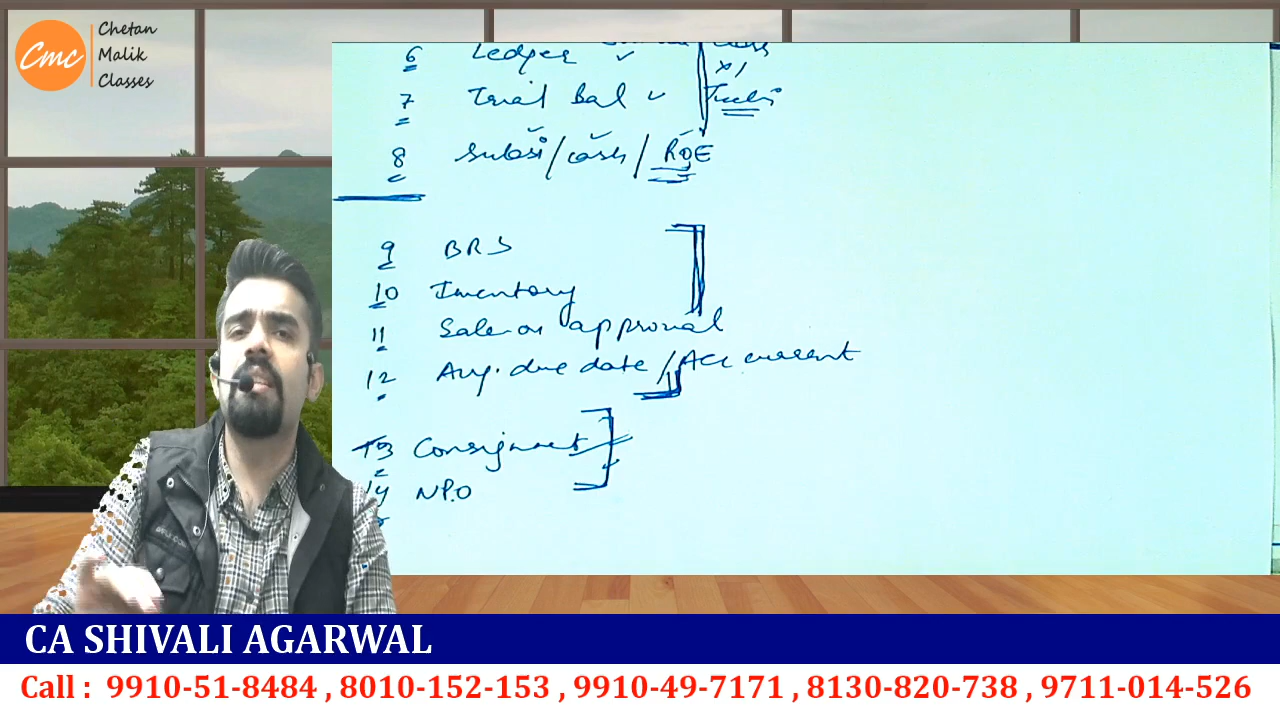 Chetan
Malik
Classes
cmc
6 Ledger
7 Trial Bal
8 Subsi/cash/ROE
9 BRS
10 Inventory
11 Sale on approval
12 Avg. due date / Acc current
13 Consignment
14 N.P.O
CA SHIVALI AGARWAL
Call : 9910-51-8484 , 8010-152-153 , 9910-49-7171 , 8130-820-738 , 9711-014-526